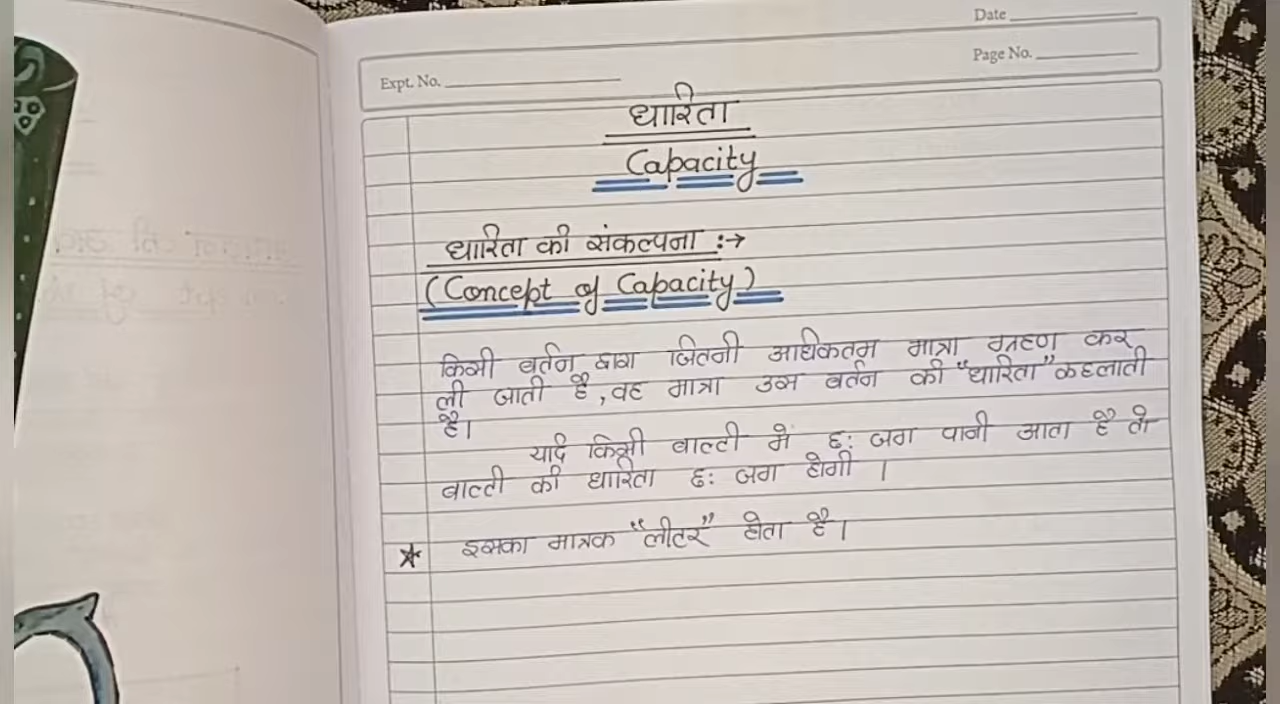 Date
Page No.
Expt. No.
धारिता
Capacity
धारिता की संकल्पना :→
(Concept of Capacity)
किसी बर्तन द्वारा जितनी अधिकतम मात्रा ग्रहण कर
ली जाती है, वह मात्रा उस बर्तन की "धारिता" कहलाती
है।
यदि किसी बाल्टी में छः जग पानी आता है तो
बाल्टी की धारिता छः जग होगी ।
★ इसका मात्रक "लीटर" होता है।